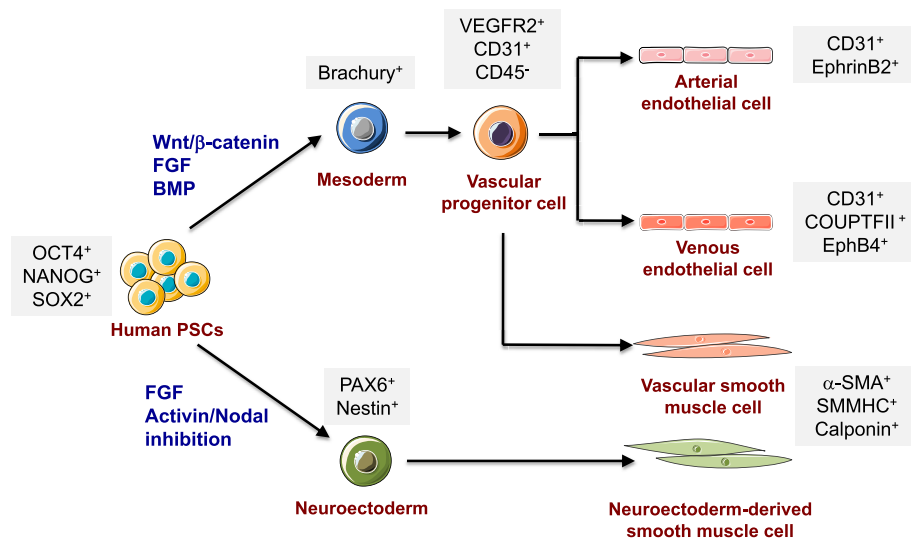 VEGFR2⁺
CD31⁺
CD45⁻
CD31⁺
EphrinB2⁺
Brachury⁺
Arterial
endothelial cell
Wnt/β-catenin
FGF
BMP
Mesoderm
Vascular
progenitor cell
CD31⁺
COUPTFII⁺
EphB4⁺
Venous
endothelial cell
OCT4⁺
NANOG⁺
SOX2⁺
Human PSCs
FGF
Activin/Nodal
inhibition
PAX6⁺
Nestin⁺
Vascular smooth
muscle cell
α-SMA⁺
SMMHC⁺
Calponin⁺
Neuroectoderm
Neuroectoderm-derived
smooth muscle cell